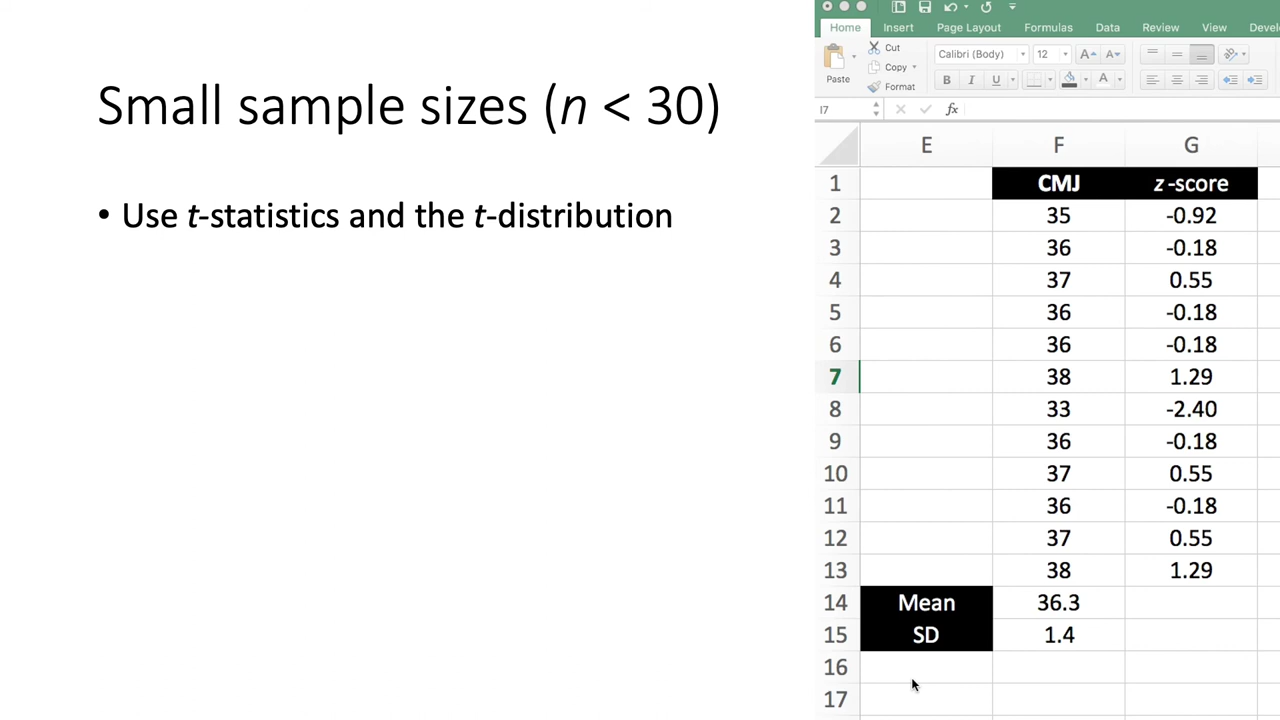 Small sample sizes (n < 30)
• Use t-statistics and the t-distribution
Home Insert Page Layout Formulas Data Review View Develo
Paste
Cut
Copy
Format
Calibri (Body) 12 A A
B I U A
I7 fx
E F G
1 CMJ z-score
2 35 -0.92
3 36 -0.18
4 37 0.55
5 36 -0.18
6 36 -0.18
7 38 1.29
8 33 -2.40
9 36 -0.18
10 37 0.55
11 36 -0.18
12 37 0.55
13 38 1.29
14 Mean 36.3
15 SD 1.4
16
17